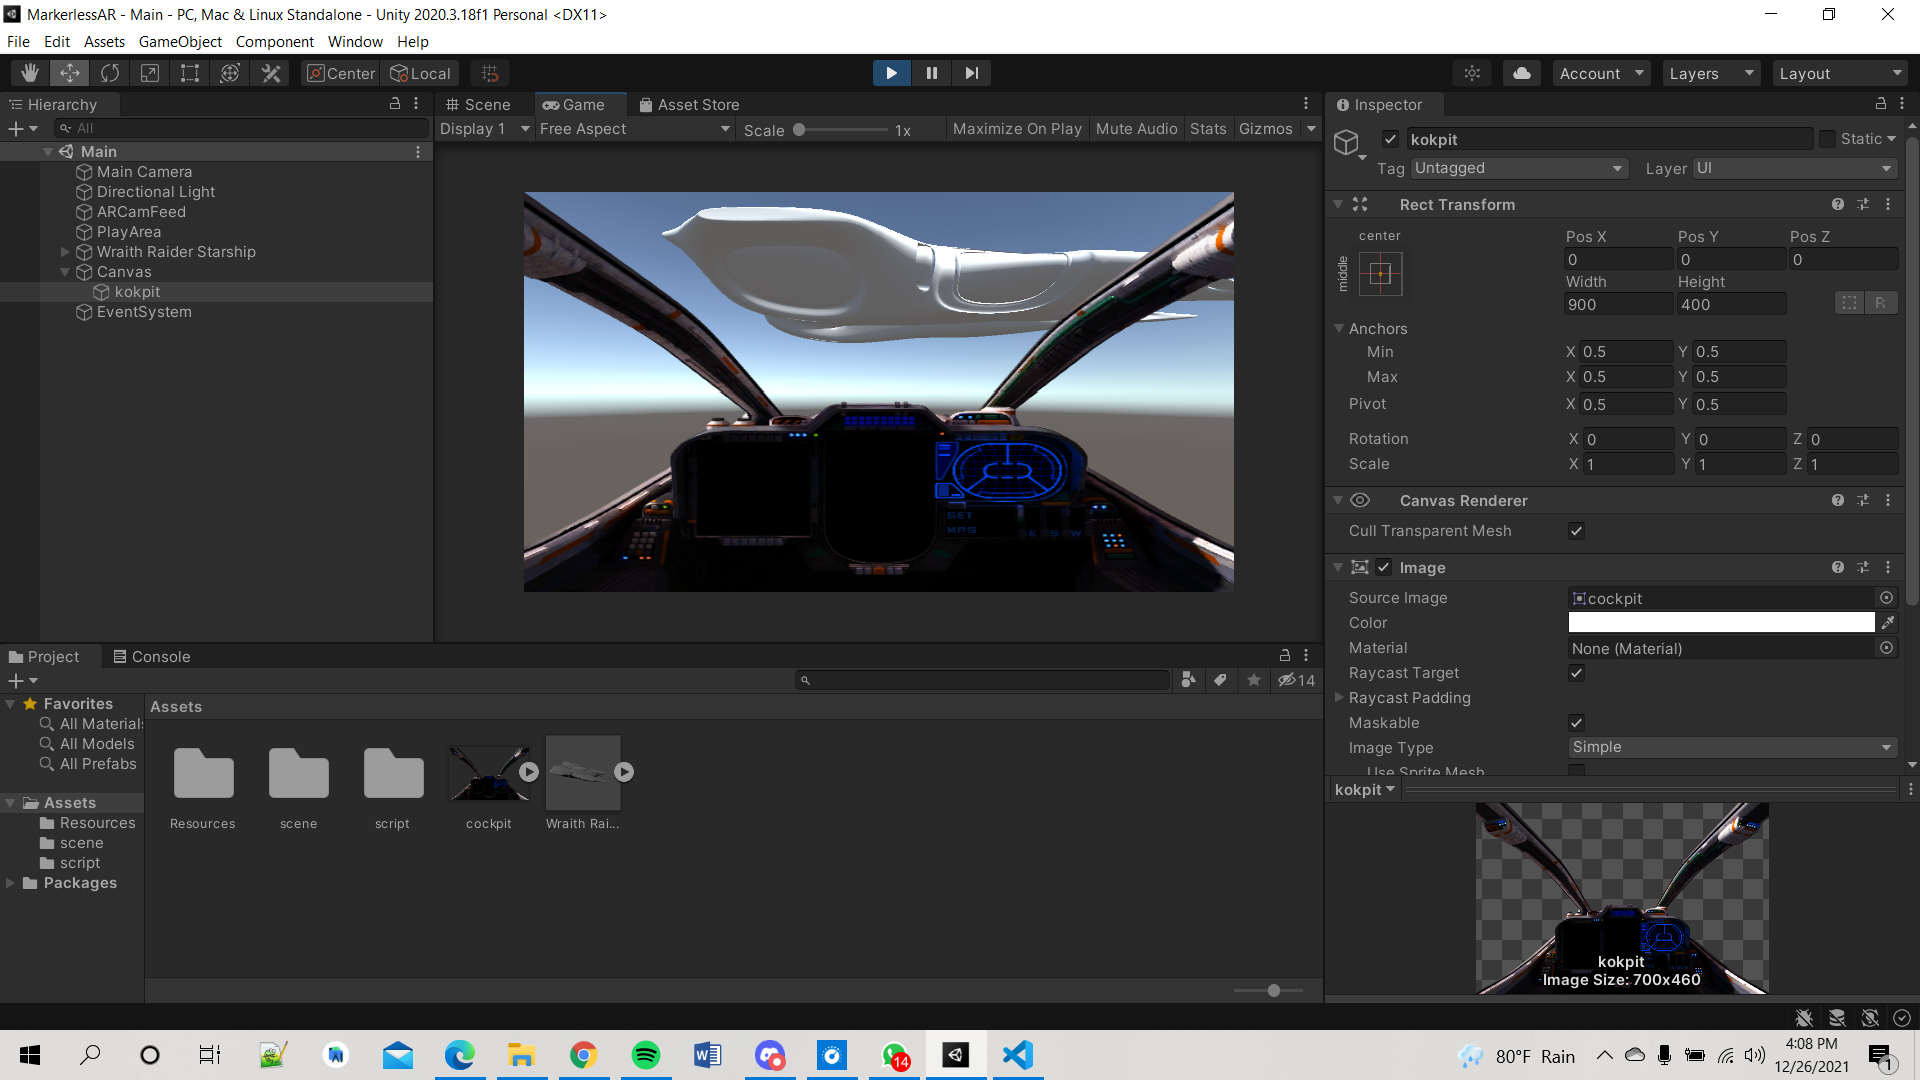 MarkerlessAR - Main - PC, Mac & Linux Standalone - Unity 2020.3.18f1 Personal <DX11>
File Edit Assets GameObject Component Window Help
Center Local Account Layers Layout
Hierarchy
All
Main
Main Camera
Directional Light
ARCamFeed
PlayArea
Wraith Raider Starship
Canvas
kokpit
EventSystem
Scene Game Asset Store
Display 1 Free Aspect Scale 1x Maximize On Play Mute Audio Stats Gizmos
SET
MPS
E S W
Inspector
kokpit Static
Tag Untagged Layer UI
Rect Transform
center
middle
Pos X Pos Y Pos Z
0 0 0
Width Height
900 400
R
Anchors
Min X 0.5 Y 0.5
Max X 0.5 Y 0.5
Pivot X 0.5 Y 0.5
Rotation X 0 Y 0 Z 0
Scale X 1 Y 1 Z 1
Canvas Renderer
Cull Transparent Mesh
Image
Source Image cockpit
Color
Material None (Material)
Raycast Target
Raycast Padding
Maskable
Image Type Simple
Use Sprite Mesh
kokpit
kokpit
Image Size: 700x460
Project Console
14
Favorites
All Materials
All Models
All Prefabs
Assets
Resources
scene
script
Packages
Assets
Resources scene script cockpit Wraith Rai...
14
80°F Rain
4:08 PM
12/26/2021
1